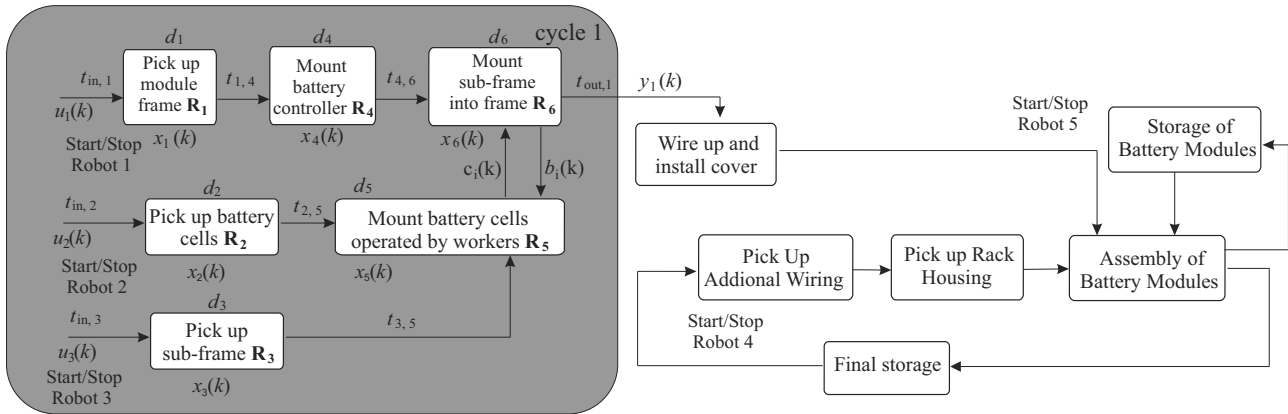 cycle 1
d1
d4
d6
tin, 1
Pick up
module
frame R1
t1, 4
Mount
battery
controller R4
t4, 6
Mount
sub-frame
into frame R6
tout,1
y1(k)
u1(k)
Start/Stop
Robot 1
x1(k)
x4(k)
x6(k)
ci(k)
bi(k)
Wire up and
install cover
Start/Stop
Robot 5
Storage of
Battery Modules
d2
d5
tin, 2
Pick up battery
cells R2
t2, 5
Mount battery cells
operated by workers R5
u2(k)
Start/Stop
Robot 2
x2(k)
x5(k)
Pick Up
Addional Wiring
Pick up Rack
Housing
Assembly of
Battery Modules
d3
tin, 3
Pick up
sub-frame R3
t3, 5
u3(k)
Start/Stop
Robot 3
x3(k)
Start/Stop
Robot 4
Final storage